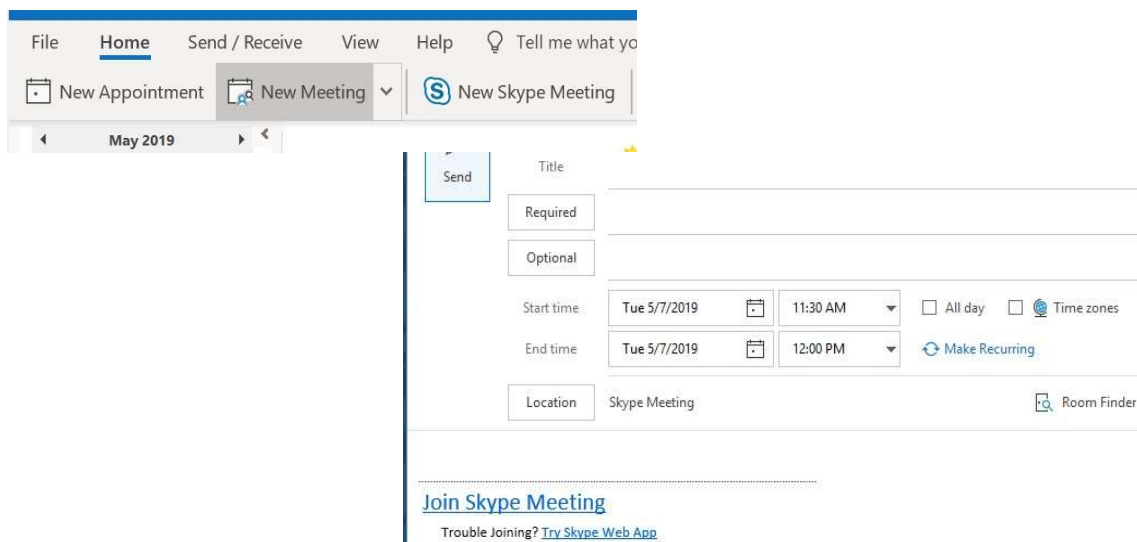 File Home Send / Receive View Help Tell me what yo
New Appointment New Meeting New Skype Meeting
May 2019
Send
Title
Required
Optional
Start time Tue 5/7/2019 11:30 AM All day Time zones
End time Tue 5/7/2019 12:00 PM Make Recurring
Location Skype Meeting Room Finder
Join Skype Meeting
Trouble Joining? Try Skype Web App